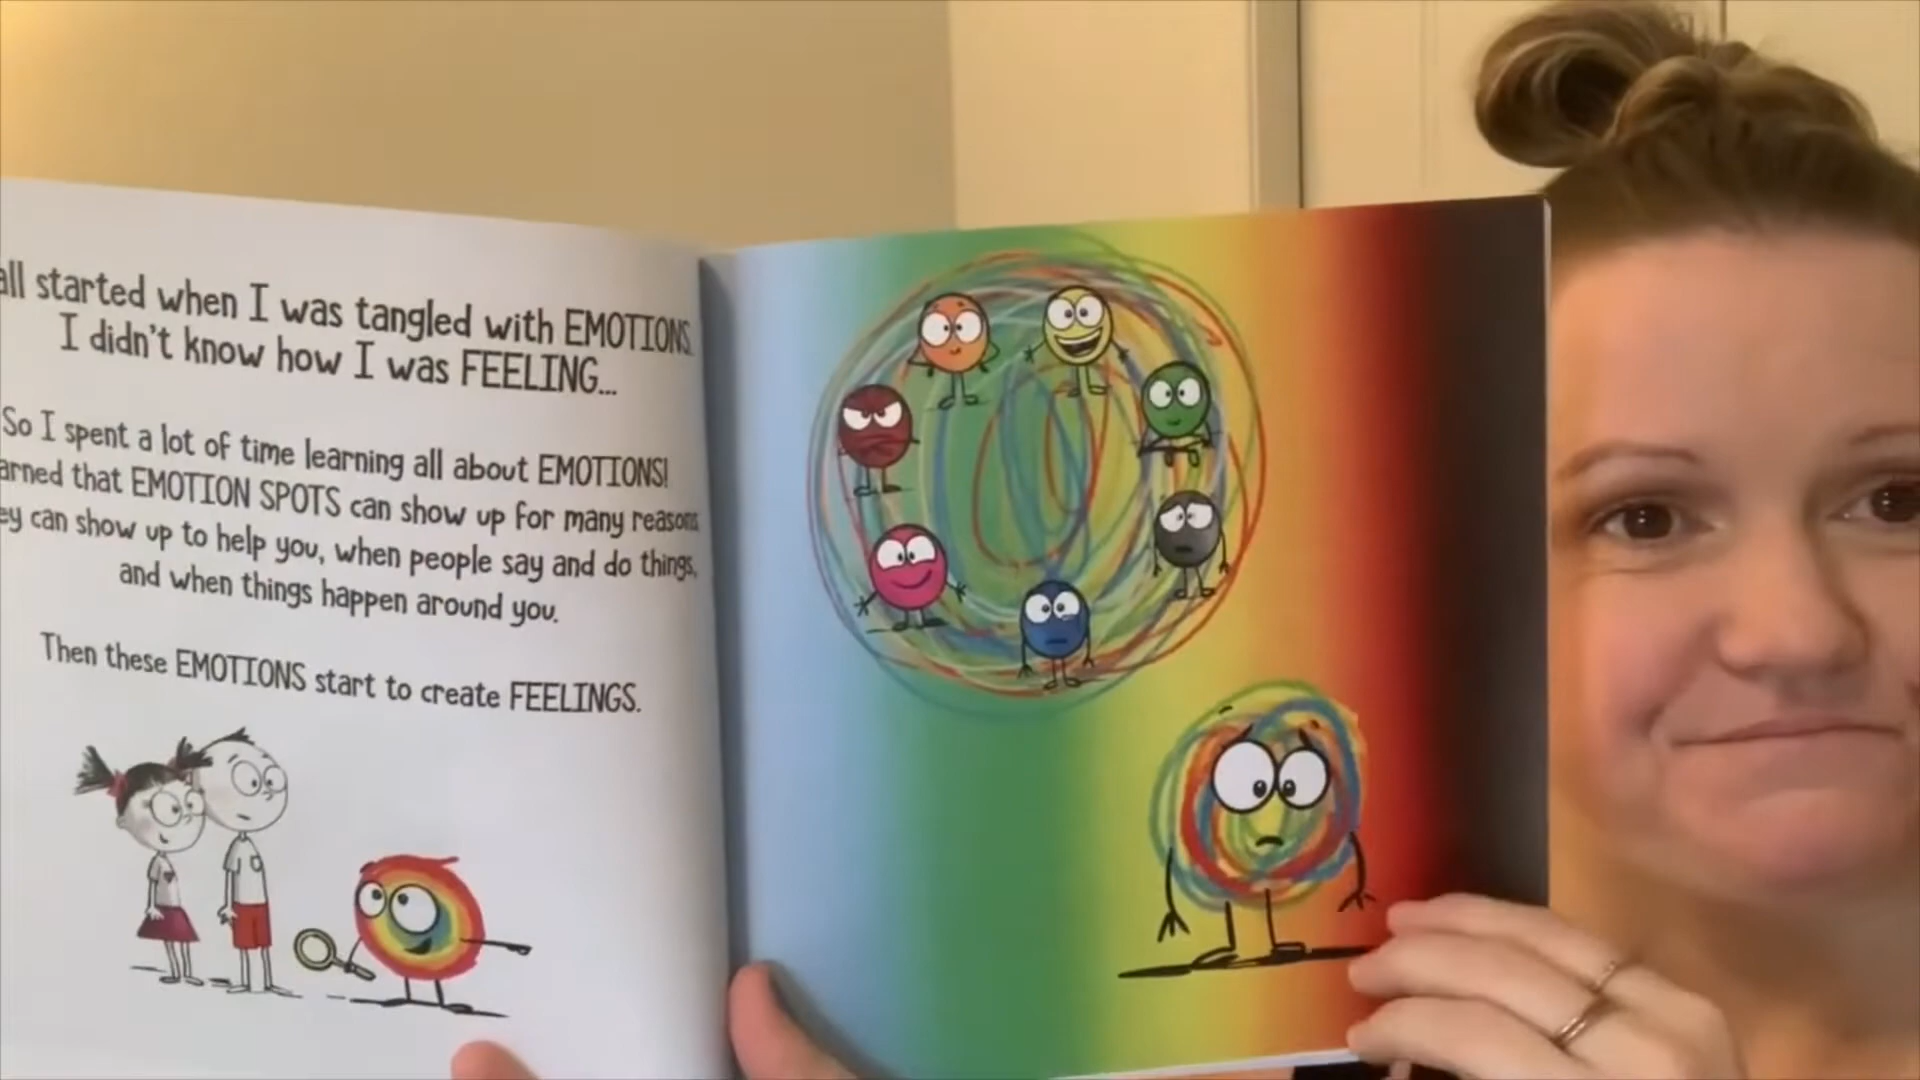 all started when I was tangled with EMOTIONS.
I didn't know how I was FEELING...
So I spent a lot of time learning all about EMOTIONS!
that EMOTION SPOTS can show up for many reasons
can show up to help you, when people say and do things,
and when things happen around you.
Then these EMOTIONS start to create FEELINGS.